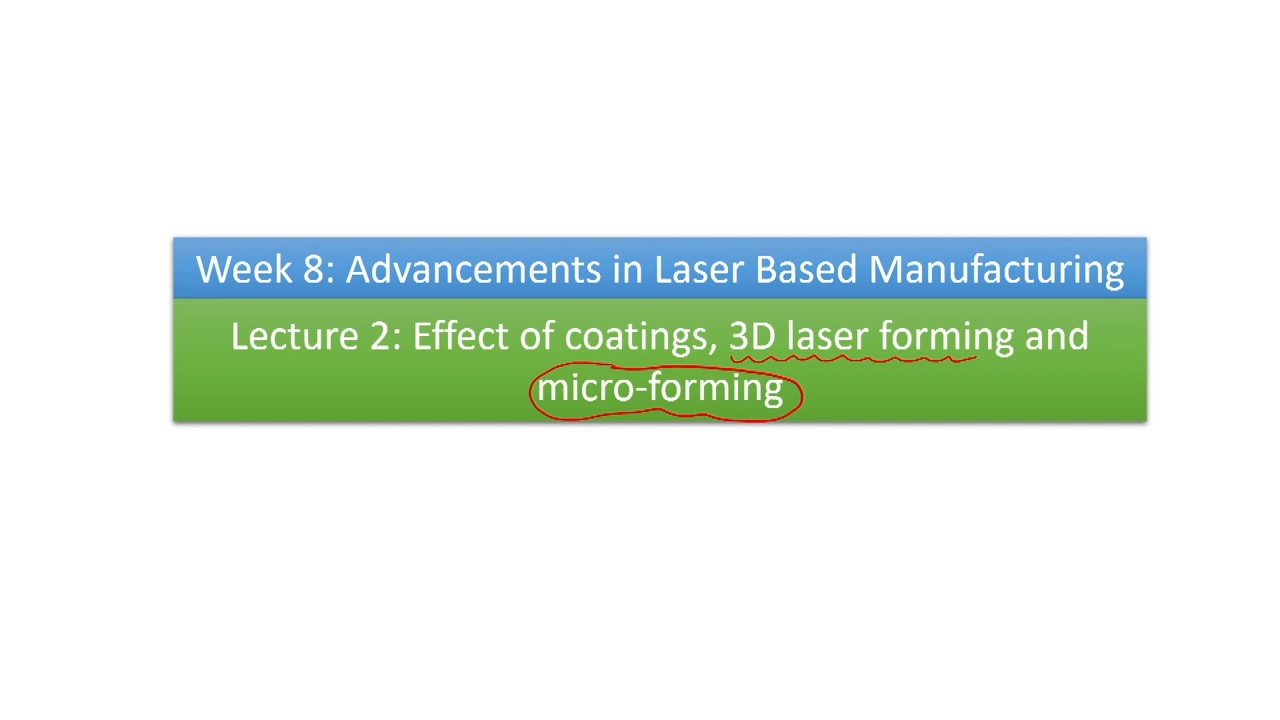 Week 8: Advancements in Laser Based Manufacturing
Lecture 2: Effect of coatings, 3D laser forming and
micro-forming